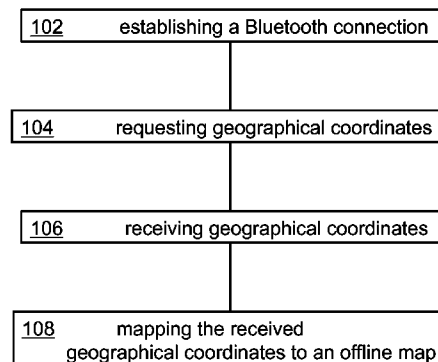 102 establishing a Bluetooth connection
104 requesting geographical coordinates
106 receiving geographical coordinates
108 mapping the received
geographical coordinates to an offline map